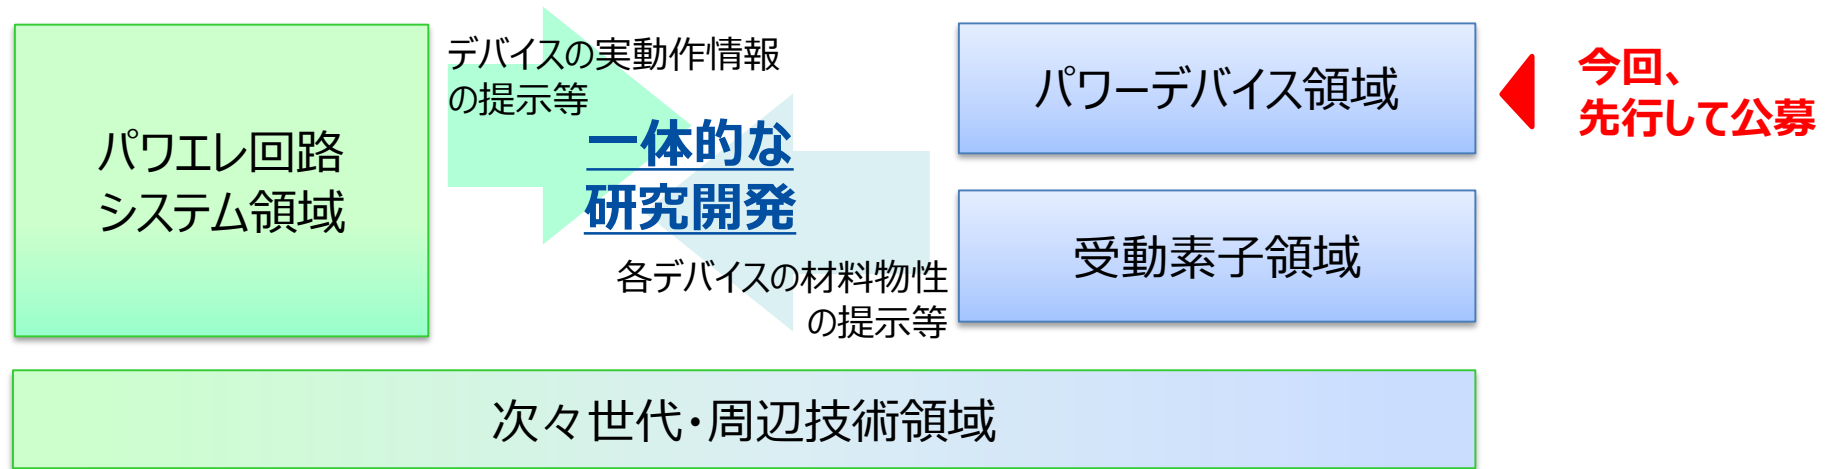 パワエレ回路
システム領域
デバイスの実動作情報
の提示等
一体的な
研究開発
各デバイスの材料物性
の提示等
パワーデバイス領域
受動素子領域
今回、
先行して公募
次々世代・周辺技術領域